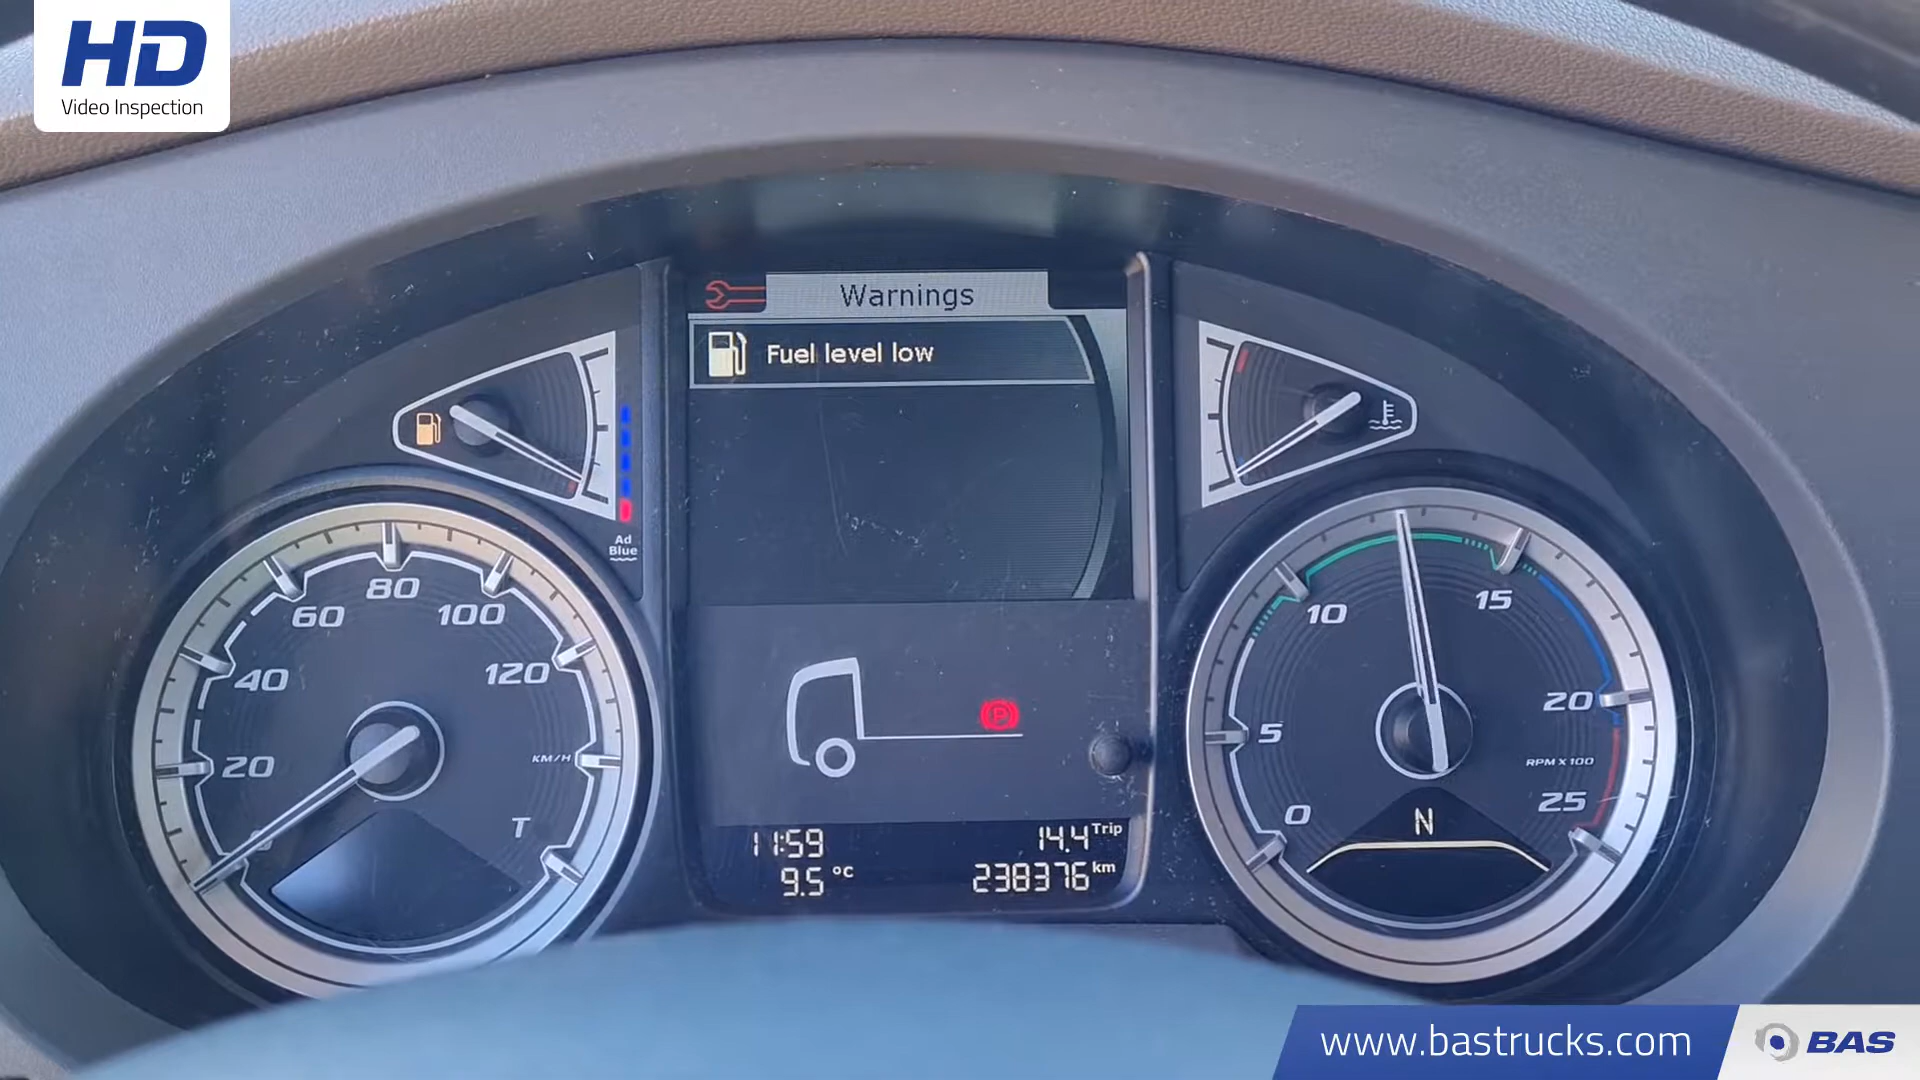 HD
Video Inspection
Warnings
Fuel level low
Ad
Blue
20
40
60
80
100
120
KM/H
T
P
11:59
14.4 Trip
9.5 °C
238376 km
0
5
10
15
20
25
RPM X 100
N
www.bastrucks.com
BAS